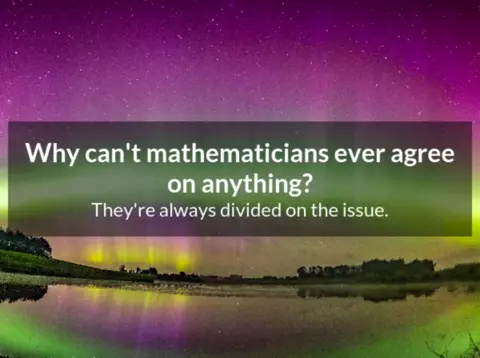 Why can't mathematicians ever agree
on anything?
They're always divided on the issue.